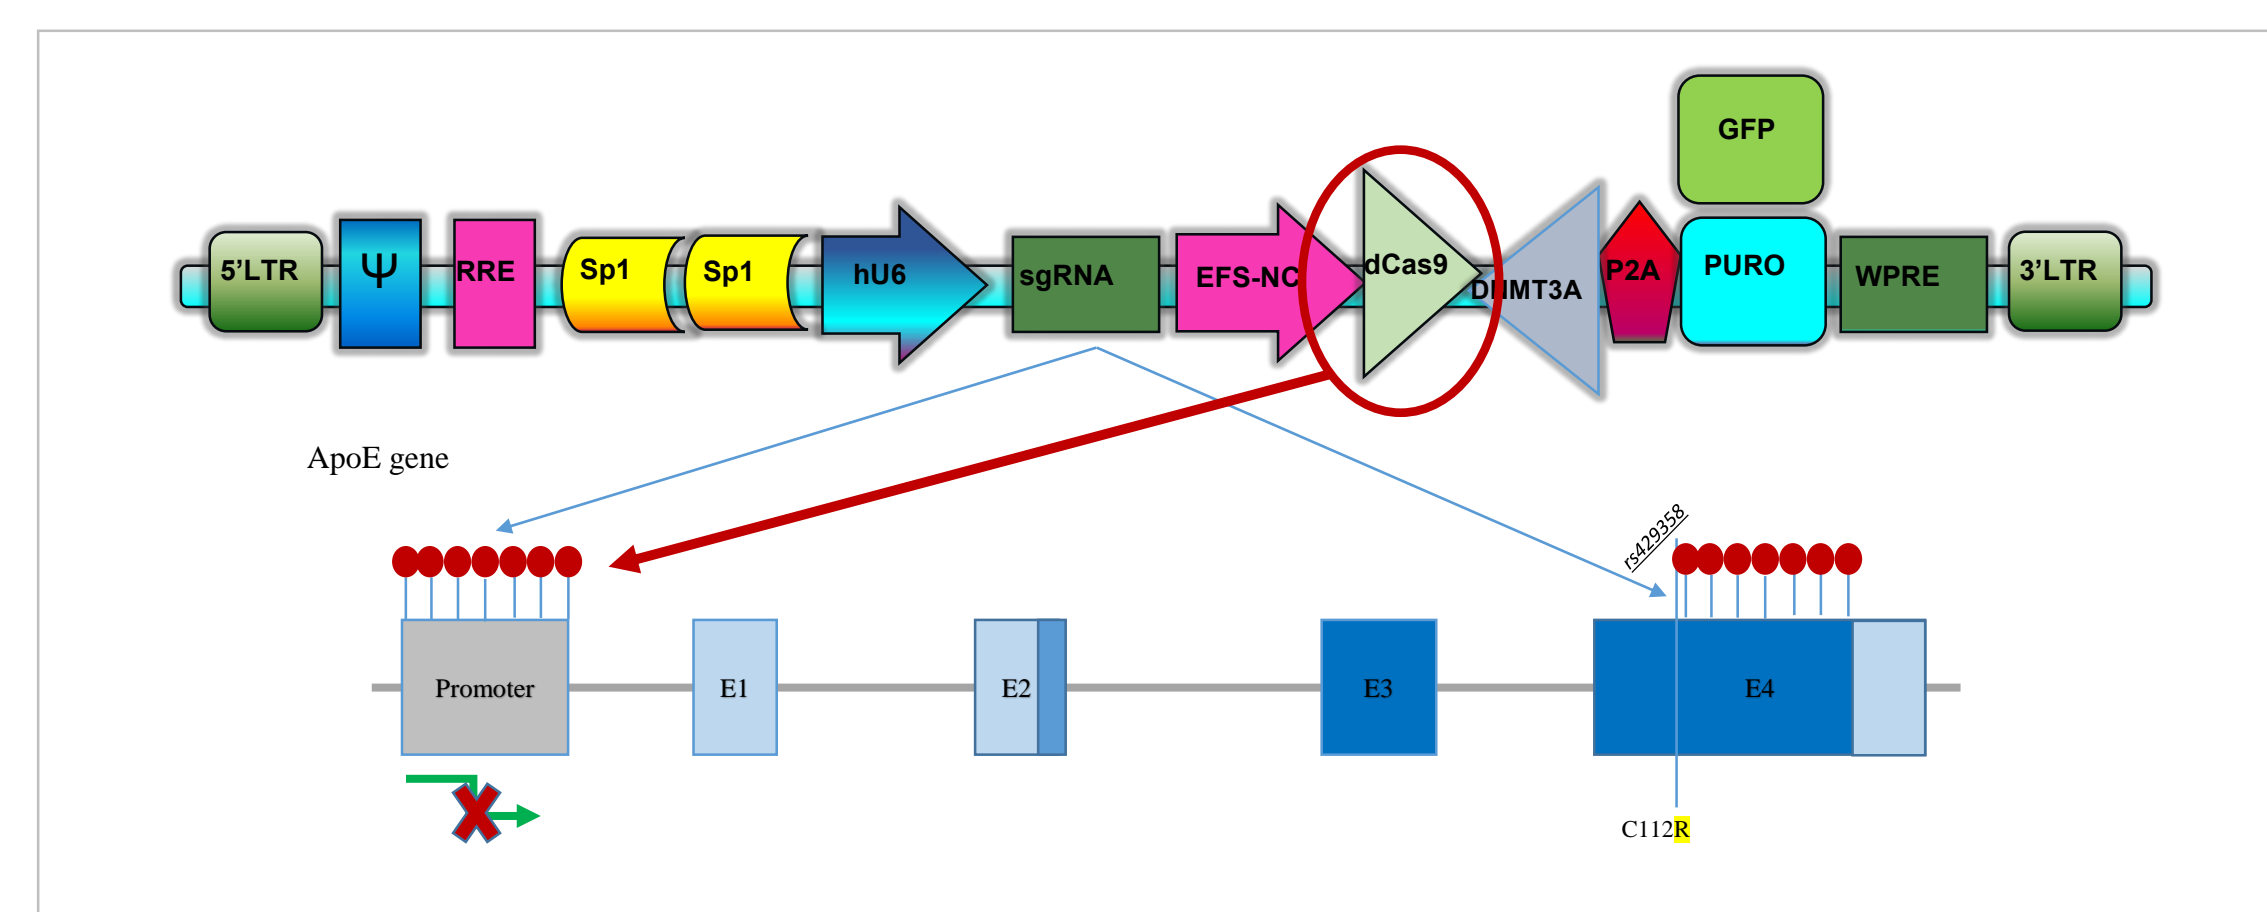 GFP
5'LTR
Ψ
RRE
Sp1
Sp1
hU6
sgRNA
EFS-NC
dCas9
DNMT3A
P2A
PURO
WPRE
3'LTR
ApoE gene
rs429358
Promoter
E1
E2
E3
E4
C112R